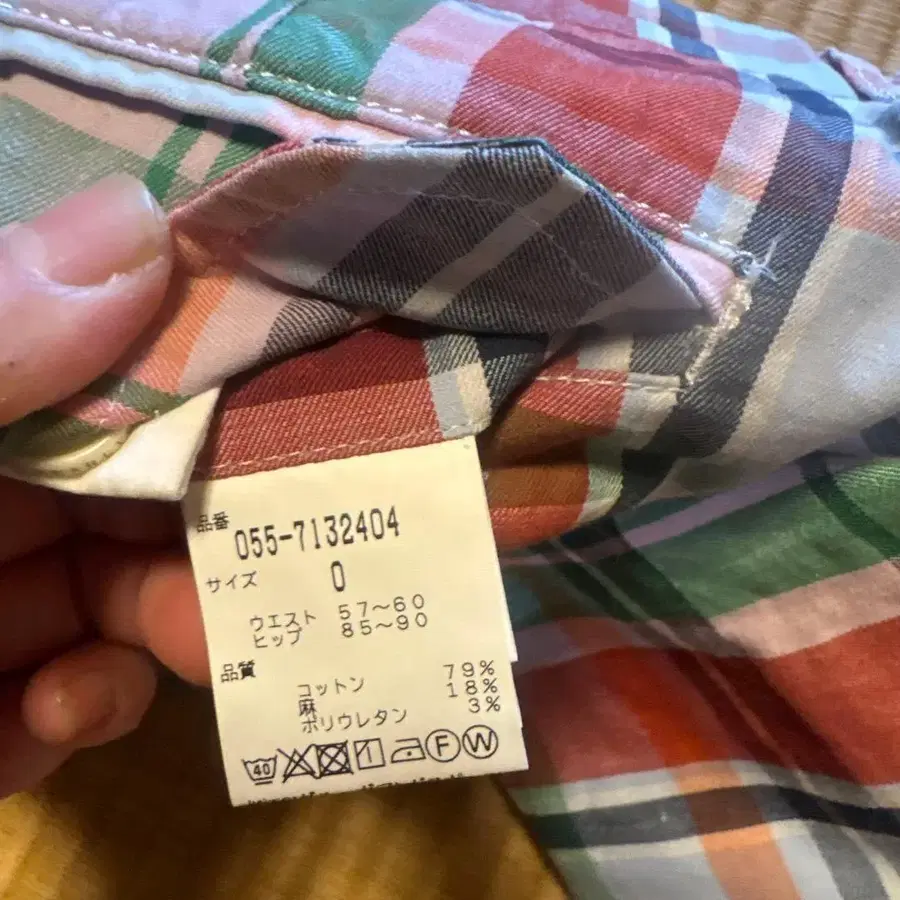 品番
055-7132404
サイズ 0
ウエスト 57～60
ヒップ 85～90
品質
コットン 79%
麻 18%
ポリウレタン 3%
40 F W